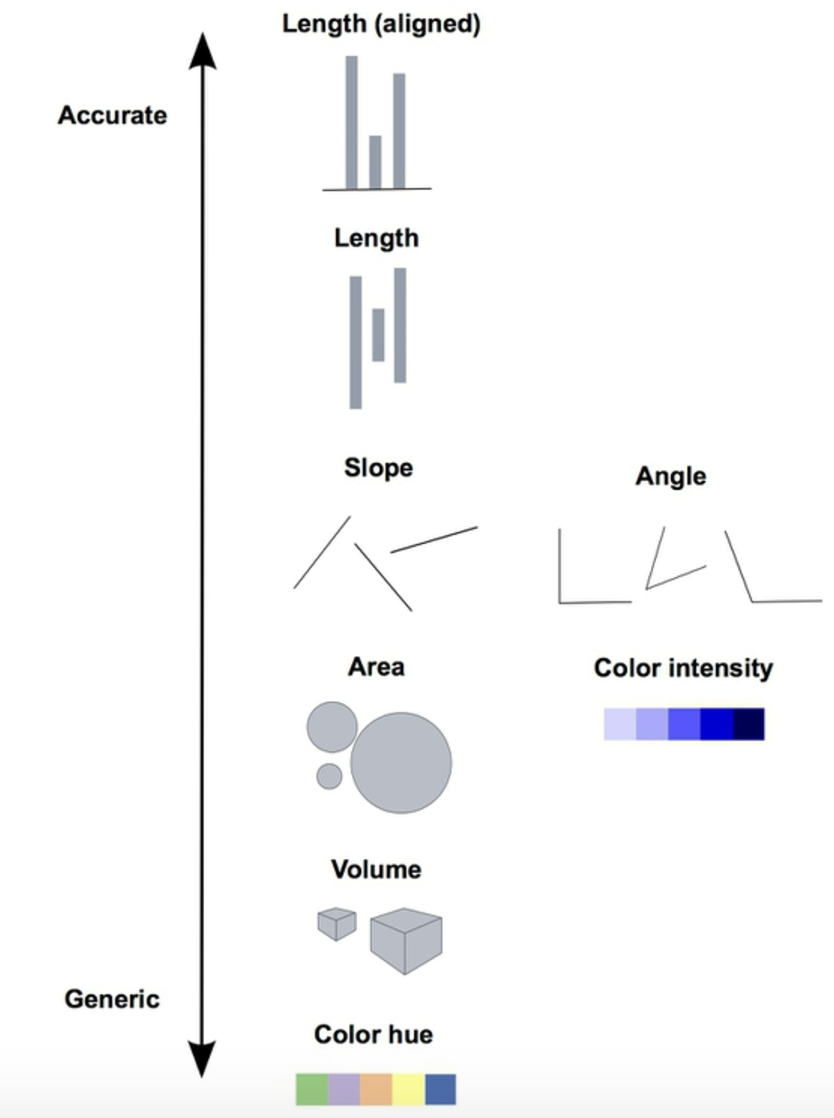 Length (aligned)
Accurate
Length
Slope
Angle
Area
Color intensity
Volume
Generic
Color hue